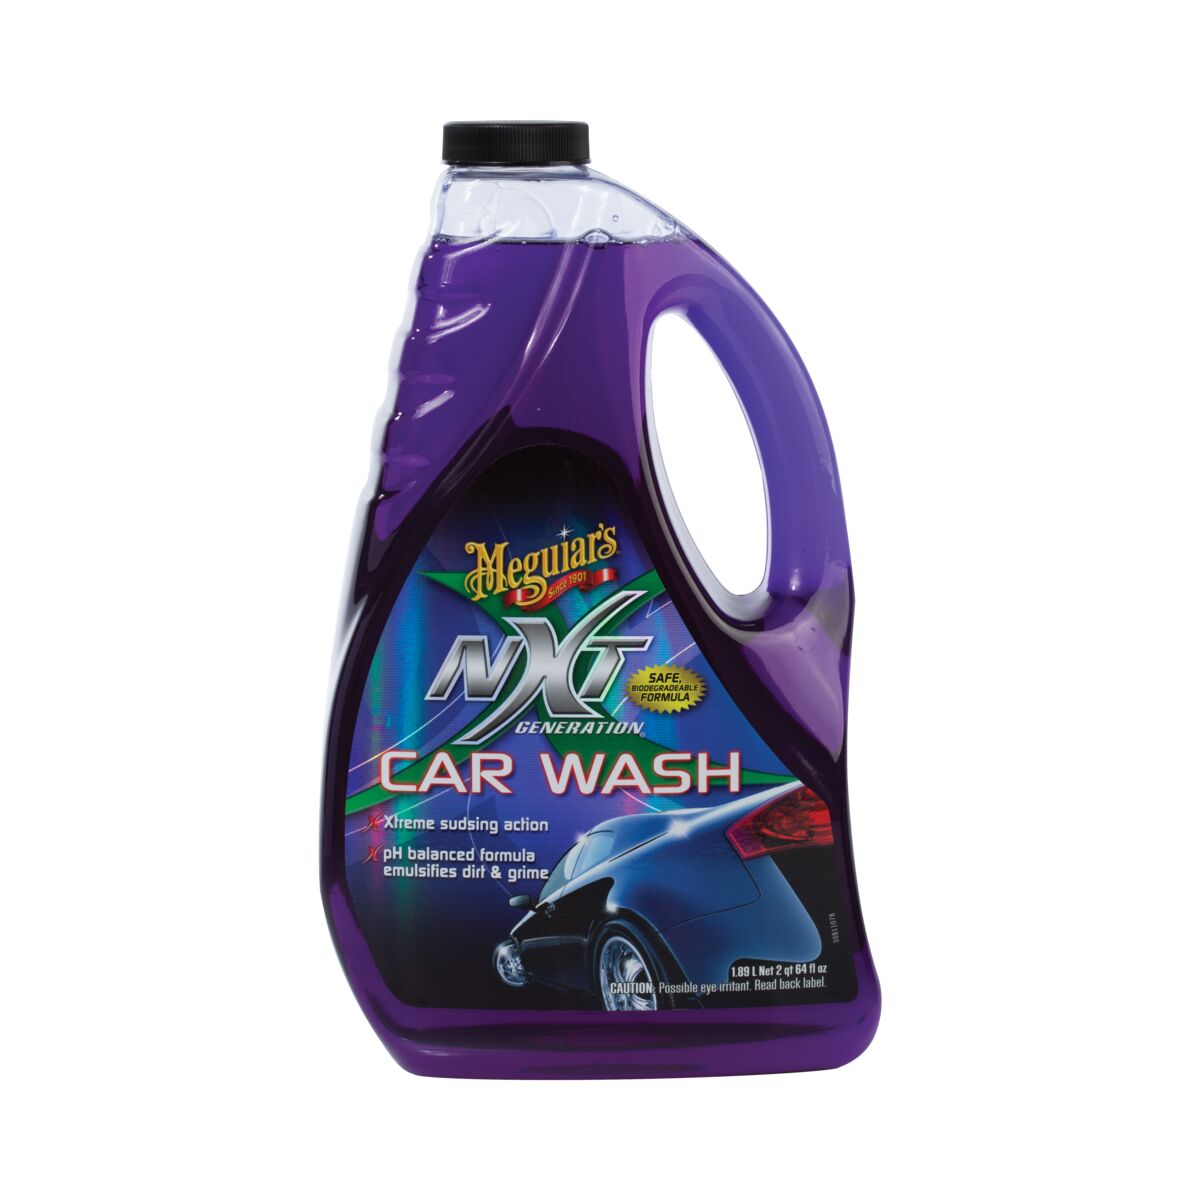 Meguiar's
Since 1901
NXT
GENERATION®
SAFE,
BIODEGRADEABLE
FORMULA
CAR WASH
Xtreme sudsing action
pH balanced formula
emulsifies dirt & grime
30811078
1.89 L Net 2 qt 64 fl oz
CAUTION: Possible eye irritant. Read back label.